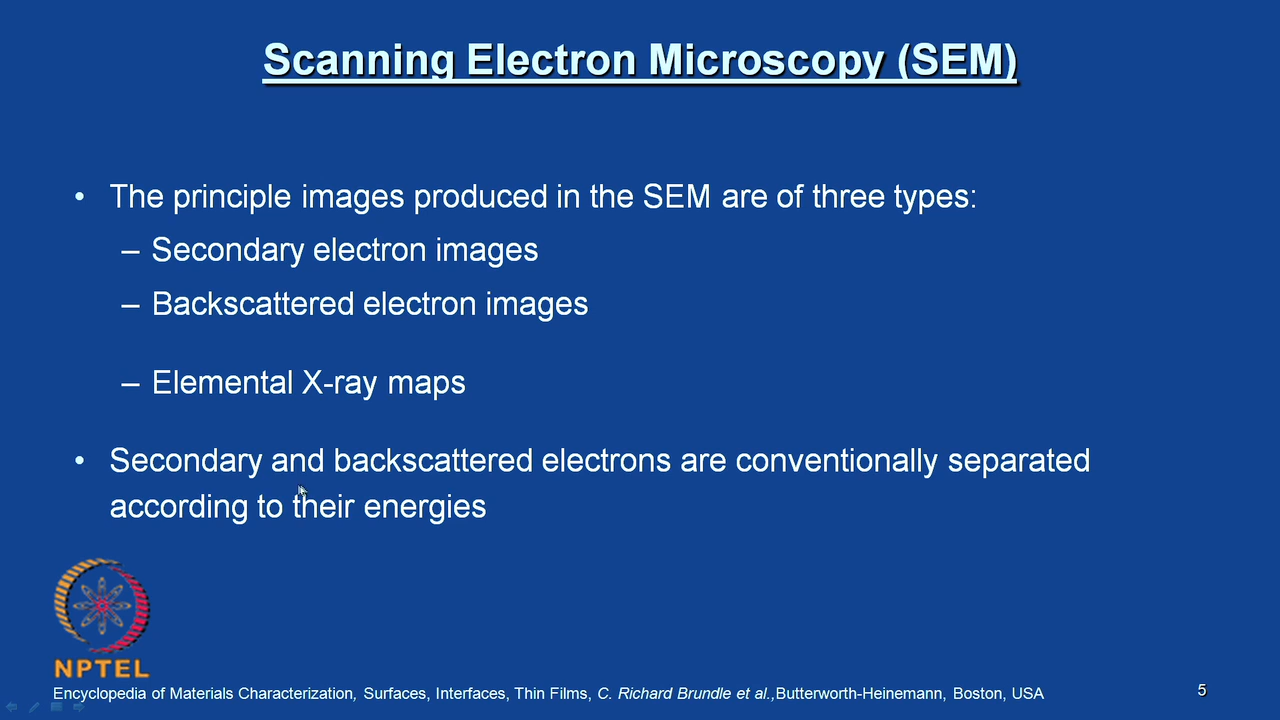 Scanning Electron Microscopy (SEM)
• The principle images produced in the SEM are of three types:
– Secondary electron images
– Backscattered electron images
– Elemental X-ray maps
• Secondary and backscattered electrons are conventionally separated
according to their energies
NPTEL
Encyclopedia of Materials Characterization, Surfaces, Interfaces, Thin Films, C. Richard Brundle et al.,Butterworth-Heinemann, Boston, USA
5